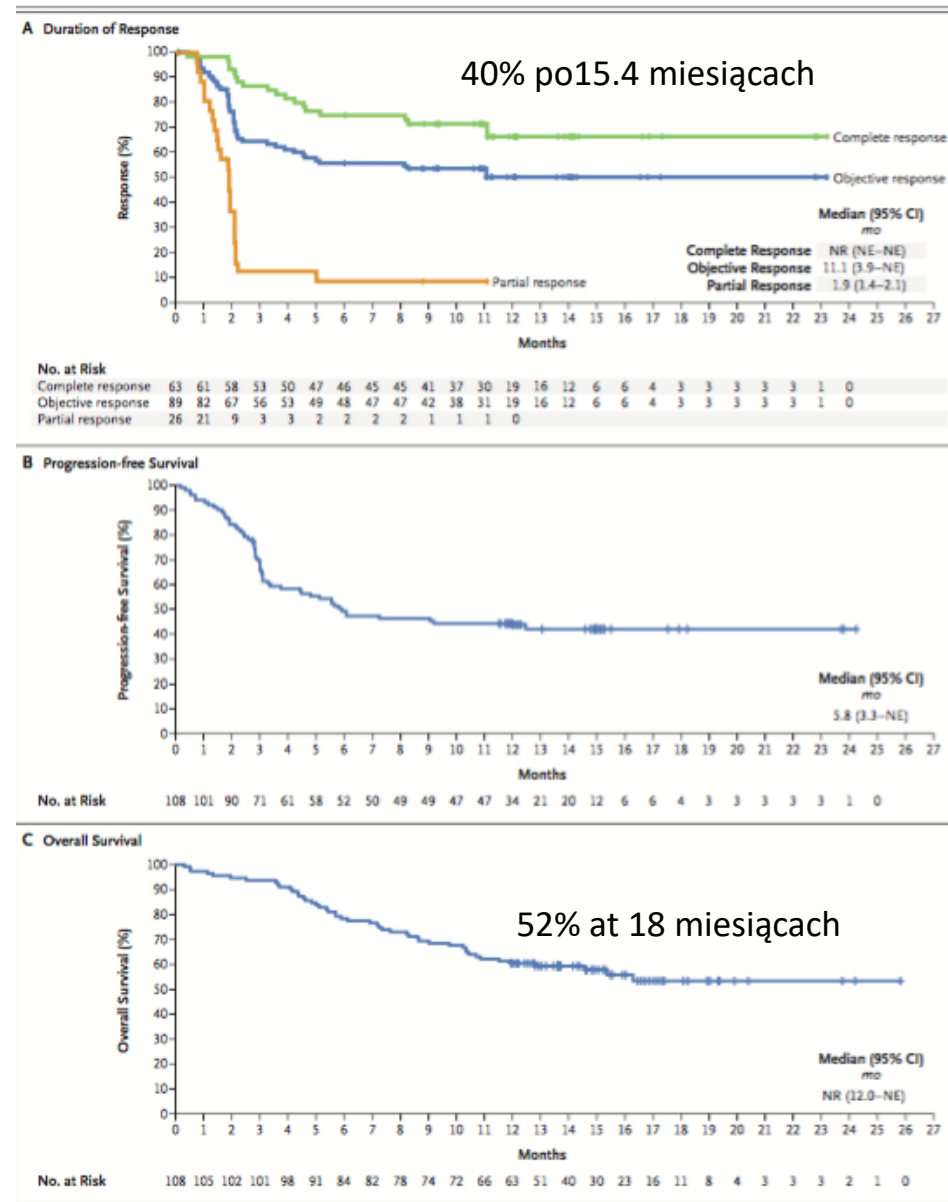 A Duration of Response
40% po15.4 miesiącach
100
90
80
70
60
50
40
30
20
10
0
Response (%)
Complete response
Objective response
Partial response
Median (95% CI)
mo
Complete Response NR (NE–NE)
Objective Response 11.1 (3.9–NE)
Partial Response 1.9 (1.4–2.1)
0 1 2 3 4 5 6 7 8 9 10 11 12 13 14 15 16 17 18 19 20 21 22 23 24 25 26 27
Months
No. at Risk
Complete response 63 61 58 53 50 47 46 45 45 41 37 30 19 16 12 6 6 4 3 3 3 3 3 1 0
Objective response 89 82 67 56 53 49 48 47 47 42 38 31 19 16 12 6 6 4 3 3 3 3 3 1 0
Partial response 26 21 9 3 3 2 2 2 2 1 1 1 0
B Progression-free Survival
100
90
80
70
60
50
40
30
20
10
0
Progression-free Survival (%)
Median (95% CI)
mo
5.8 (3.3–NE)
0 1 2 3 4 5 6 7 8 9 10 11 12 13 14 15 16 17 18 19 20 21 22 23 24 25 26 27
Months
No. at Risk 108 101 90 71 61 58 52 50 49 49 47 47 34 21 20 12 6 6 4 3 3 3 3 3 1 0
C Overall Survival
100
90
80
70
60
50
40
30
20
10
0
Overall Survival (%)
52% at 18 miesiącach
Median (95% CI)
mo
NR (12.0–NE)
0 1 2 3 4 5 6 7 8 9 10 11 12 13 14 15 16 17 18 19 20 21 22 23 24 25 26 27
Months
No. at Risk 108 105 102 101 98 91 84 82 78 74 72 66 63 51 40 30 23 16 11 8 4 3 3 3 2 1 0